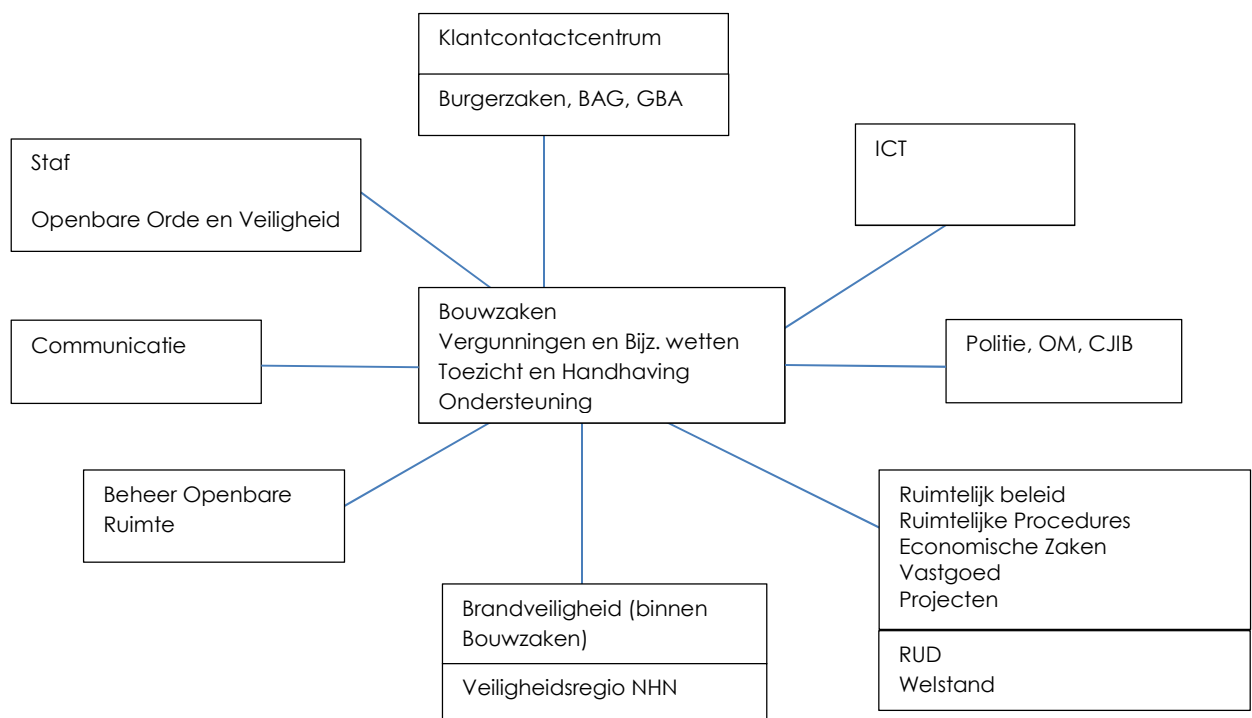 Klantcontactcentrum
Burgerzaken, BAG, GBA
Staf
Openbare Orde en Veiligheid
ICT
Communicatie
Bouwzaken
Vergunningen en Bijz. wetten
Toezicht en Handhaving
Ondersteuning
Politie, OM, CJIB
Beheer Openbare
Ruimte
Brandveiligheid (binnen
Bouwzaken)
Veiligheidsregio NHN
Ruimtelijk beleid
Ruimtelijke Procedures
Economische Zaken
Vastgoed
Projecten
RUD
Welstand